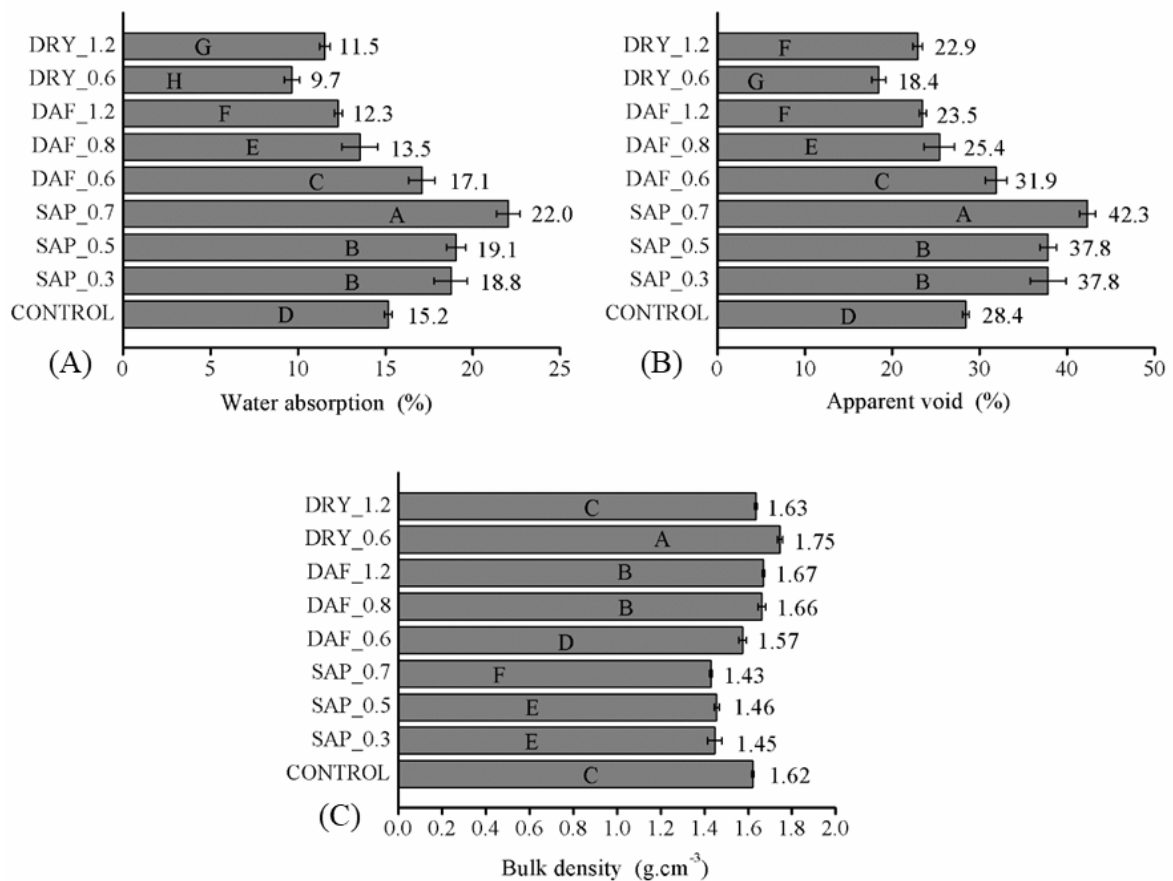 DRY_1.2 G 11.5
DRY_0.6 H 9.7
DAF_1.2 F 12.3
DAF_0.8 E 13.5
DAF_0.6 C 17.1
SAP_0.7 A 22.0
SAP_0.5 B 19.1
SAP_0.3 B 18.8
CONTROL D 15.2
(A) 0 5 10 15 20 25
Water absorption (%)
DRY_1.2 F 22.9
DRY_0.6 G 18.4
DAF_1.2 F 23.5
DAF_0.8 E 25.4
DAF_0.6 C 31.9
SAP_0.7 A 42.3
SAP_0.5 B 37.8
SAP_0.3 B 37.8
CONTROL D 28.4
(B) 0 10 20 30 40 50
Apparent void (%)
DRY_1.2 C 1.63
DRY_0.6 A 1.75
DAF_1.2 B 1.67
DAF_0.8 B 1.66
DAF_0.6 D 1.57
SAP_0.7 F 1.43
SAP_0.5 E 1.46
SAP_0.3 E 1.45
CONTROL C 1.62
(C) 0.0 0.2 0.4 0.6 0.8 1.0 1.2 1.4 1.6 1.8 2.0
Bulk density (g.cm⁻³)